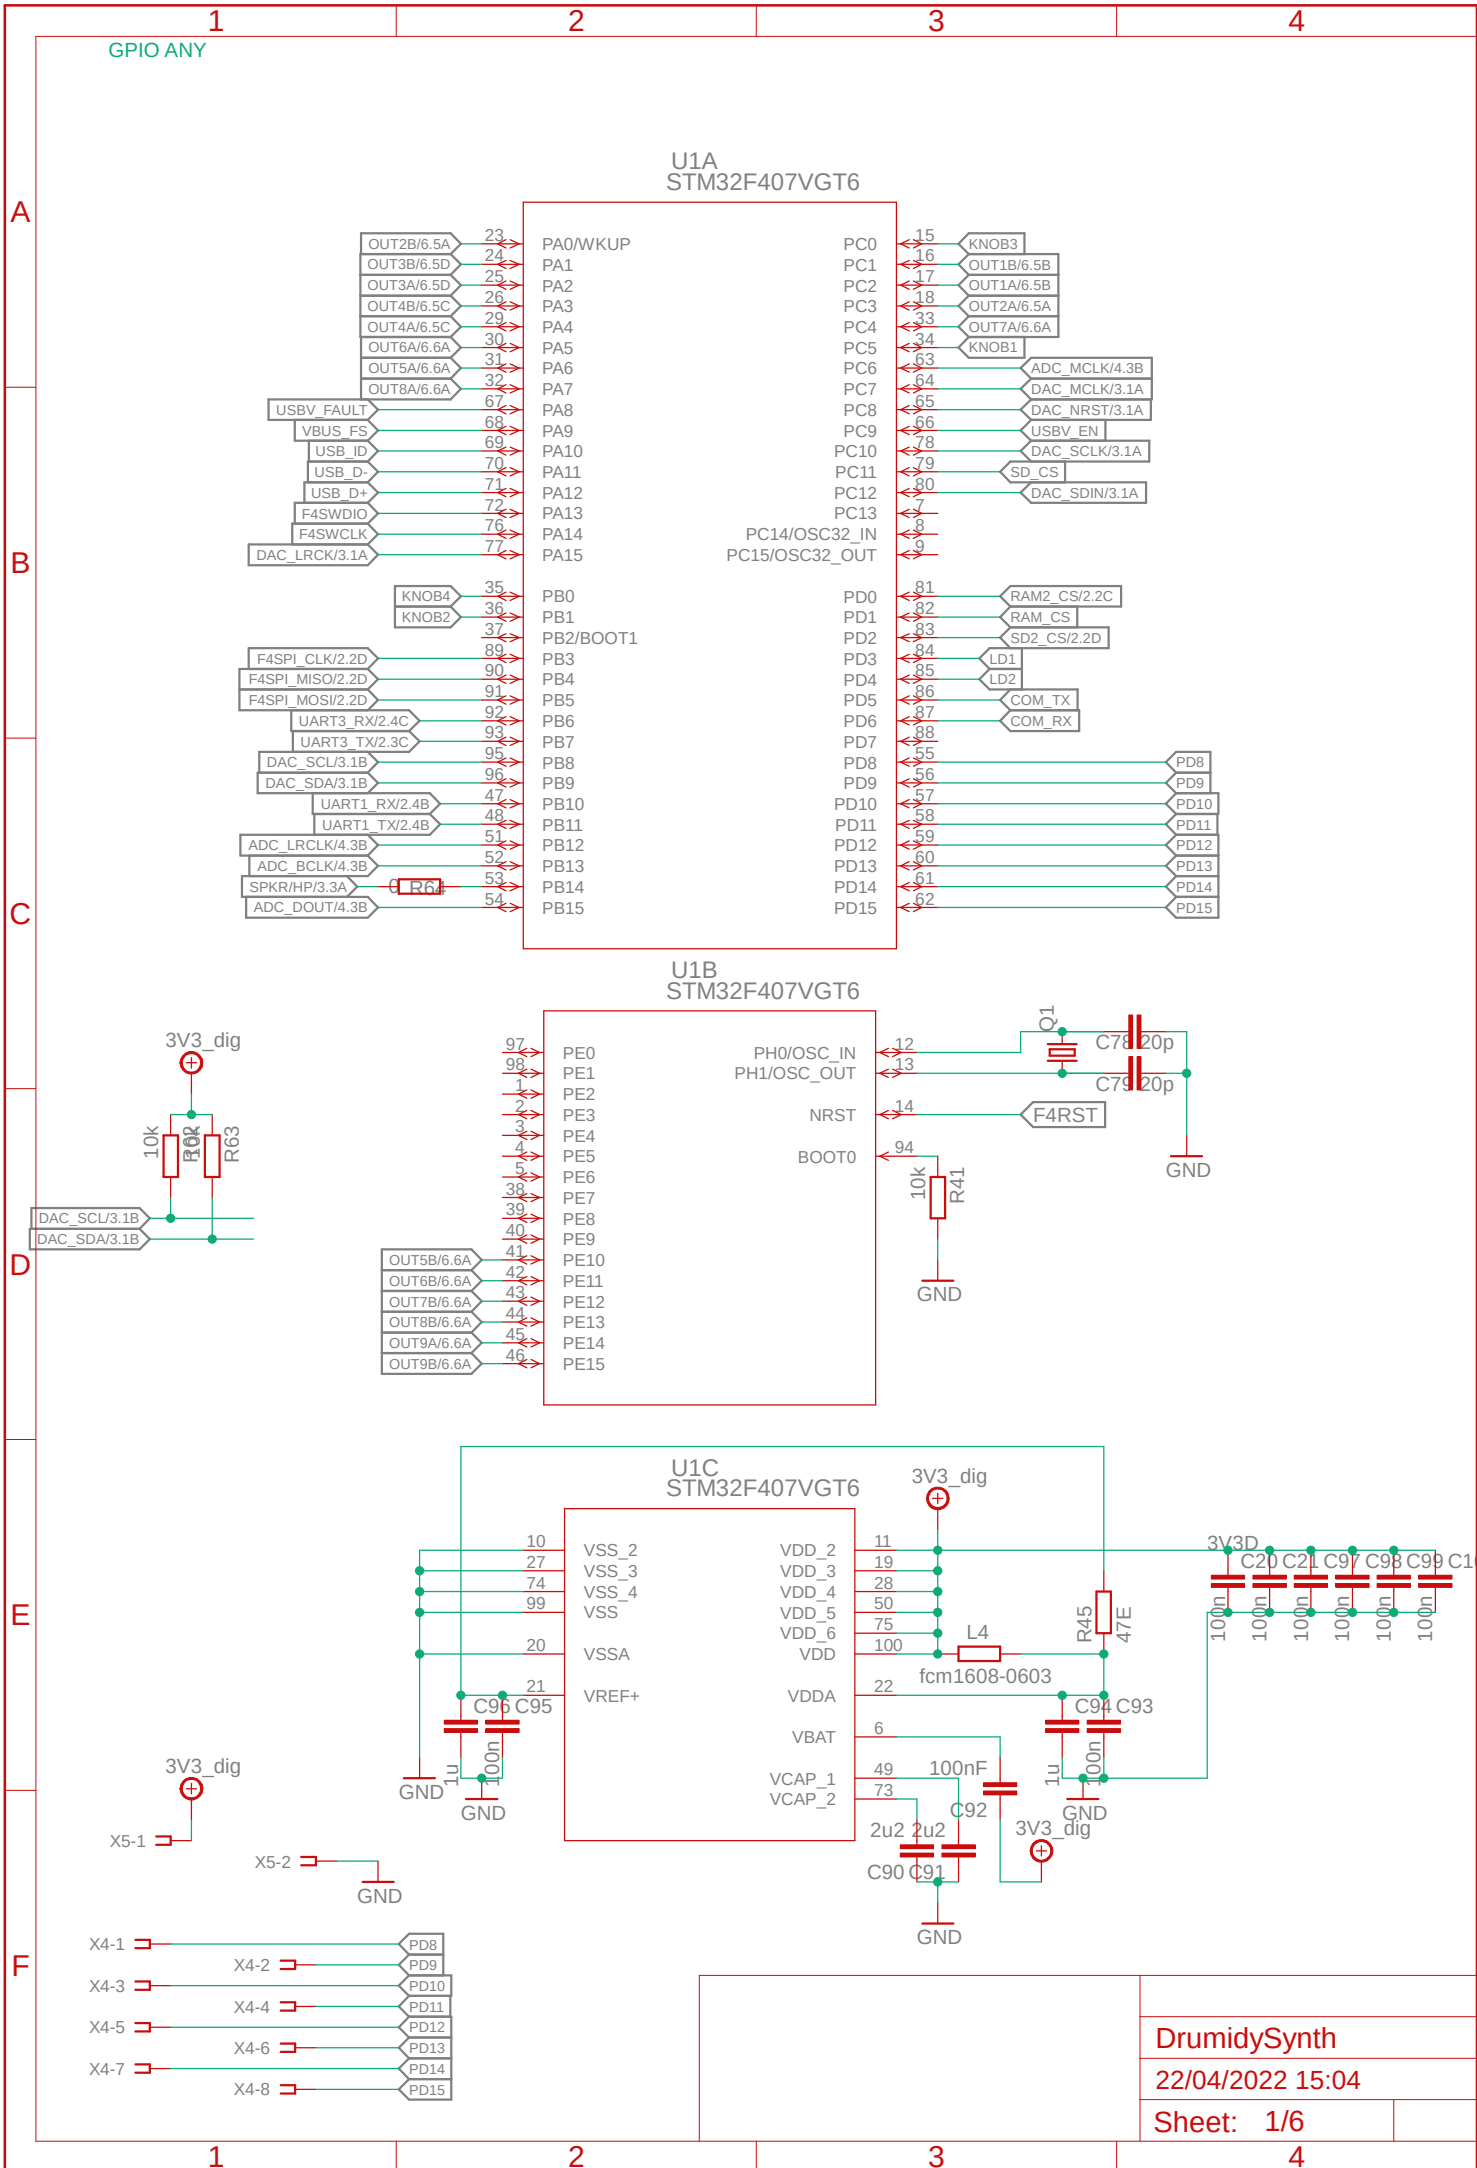 1 2 3 4
GPIO ANY
A
B
C
D
E
F
U1A
STM32F407VGT6
OUT2B/6.5A 23 PA0/WKUP PC0 15 KNOB3
OUT3B/6.5D 24 PA1 PC1 16 OUT1B/6.5B
OUT3A/6.5D 25 PA2 PC2 17 OUT1A/6.5B
OUT4B/6.5C 26 PA3 PC3 18 OUT2A/6.5A
OUT4A/6.5C 29 PA4 PC4 33 OUT7A/6.6A
OUT6A/6.6A 30 PA5 PC5 34 KNOB1
OUT5A/6.6A 31 PA6 PC6 63 ADC_MCLK/4.3B
OUT8A/6.6A 32 PA7 PC7 64 DAC_MCLK/3.1A
USBV_FAULT 67 PA8 PC8 65 DAC_NRST/3.1A
VBUS_FS 68 PA9 PC9 66 USBV_EN
USB_ID 69 PA10 PC10 78 DAC_SCLK/3.1A
USB_D- 70 PA11 PC11 79 SD_CS
USB_D+ 71 PA12 PC12 80 DAC_SDIN/3.1A
F4SWDIO 72 PA13 PC13 7
F4SWCLK 76 PA14 PC14/OSC32_IN 8
DAC_LRCK/3.1A 77 PA15 PC15/OSC32_OUT 9
KNOB4 35 PB0 PD0 81 RAM2_CS/2.2C
KNOB2 36 PB1 PD1 82 RAM_CS
37 PB2/BOOT1 PD2 83 SD2_CS/2.2D
F4SPI_CLK/2.2D 89 PB3 PD3 84 LD1
F4SPI_MISO/2.2D 90 PB4 PD4 85 LD2
F4SPI_MOSI/2.2D 91 PB5 PD5 86 COM_TX
UART3_RX/2.4C 92 PB6 PD6 87 COM_RX
UART3_TX/2.3C 93 PB7 PD7 88
DAC_SCL/3.1B 95 PB8 PD8 55 PD8
DAC_SDA/3.1B 96 PB9 PD9 56 PD9
UART1_RX/2.4B 47 PB10 PD10 57 PD10
UART1_TX/2.4B 48 PB11 PD11 58 PD11
ADC_LRCLK/4.3B 51 PB12 PD12 59 PD12
ADC_BCLK/4.3B 52 PB13 PD13 60 PD13
SPKR/HP/3.3A 0 R64 53 PB14 PD14 61 PD14
ADC_DOUT/4.3B 54 PB15 PD15 62 PD15
U1B
STM32F407VGT6
97 PE0 PH0/OSC_IN 12 Q1 C78 20p
98 PE1 PH1/OSC_OUT 13 C79 20p
1 PE2
2 PE3 NRST 14 F4RST
3 PE4
4 PE5 BOOT0 94 GND
5 PE6 10k R41
38 PE7
39 PE8
40 PE9
OUT5B/6.6A 41 PE10
OUT6B/6.6A 42 PE11 GND
OUT7B/6.6A 43 PE12
OUT8B/6.6A 44 PE13
OUT9A/6.6A 45 PE14
OUT9B/6.6A 46 PE15
3V3_dig
10k R62 10k R63
DAC_SCL/3.1B
DAC_SDA/3.1B
U1C
STM32F407VGT6
3V3_dig
10 VSS_2 VDD_2 11
27 VSS_3 VDD_3 19
74 VSS_4 VDD_4 28
99 VSS VDD_5 50
VDD_6 75
20 VSSA VDD 100 L4
fcm1608-0603
R45 47E
21 VREF+ VDDA 22
VBAT 6
VCAP_1 49
VCAP_2 73
C96 C95
1u 100n
GND
GND
C94 C93
1u 100n
GND
100nF
C92
3V3_dig
2u2 2u2
C90 C91
GND
3V3D
C20 C21 C97 C98 C99 C1
100n 100n 100n 100n 100n 100n
3V3_dig
X5-1
X5-2
GND
X4-1 PD8
X4-2 PD9
X4-3 PD10
X4-4 PD11
X4-5 PD12
X4-6 PD13
X4-7 PD14
X4-8 PD15
DrumidySynth
22/04/2022 15:04
Sheet: 1/6
1 2 3 4